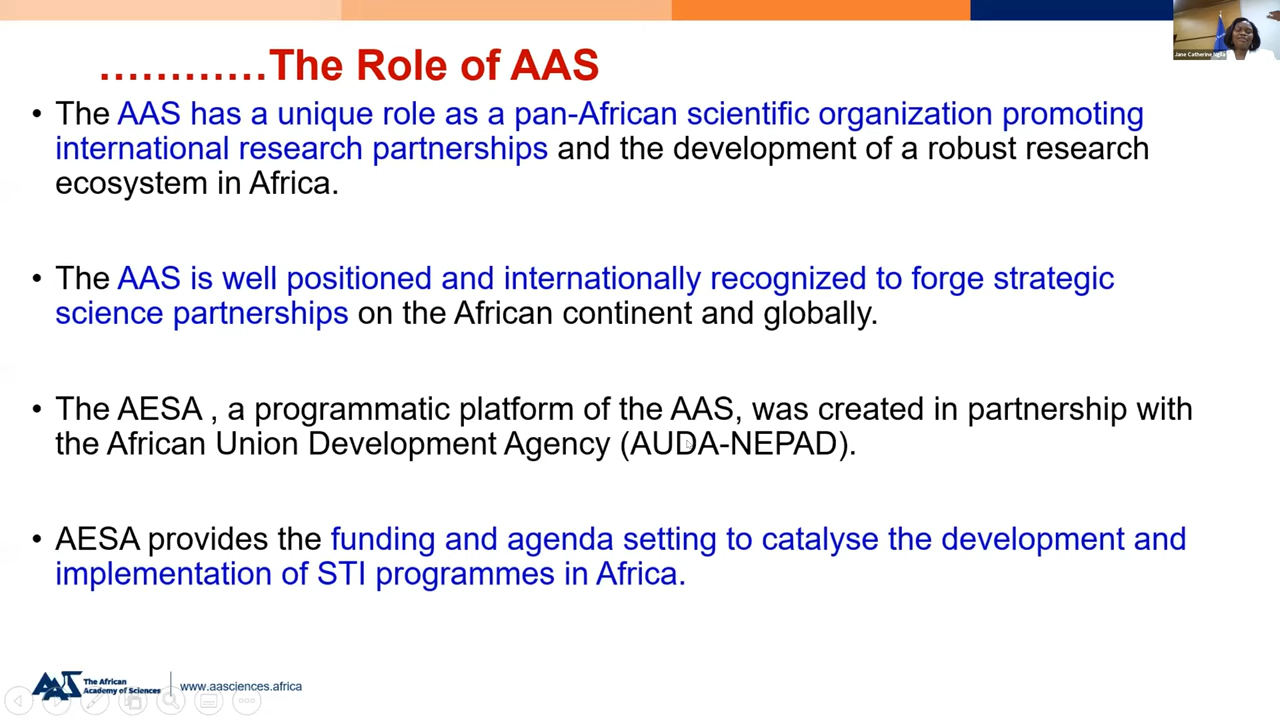 Jane Catherine Ngila
…………The Role of AAS
• The AAS has a unique role as a pan-African scientific organization promoting
international research partnerships and the development of a robust research
ecosystem in Africa.
• The AAS is well positioned and internationally recognized to forge strategic
science partnerships on the African continent and globally.
• The AESA , a programmatic platform of the AAS, was created in partnership with
the African Union Development Agency (AUDA-NEPAD).
• AESA provides the funding and agenda setting to catalyse the development and
implementation of STI programmes in Africa.
AAS
The African
Academy of Sciences
www.aasciences.africa